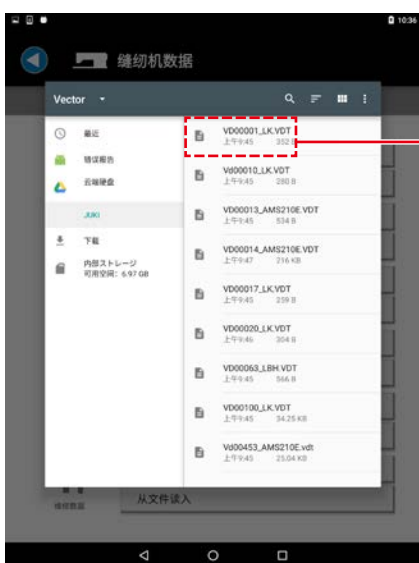 10:36
缝纫机数据
Vector
最近
错误报告
云端硬盘
JUKI
下载
内部ストレージ
可用空间：6.97 GB
VD00001_LK.VDT
上午9:45 352 B
Vd00010_LK.VDT
上午9:45 280 B
VD00013_AMS210E.VDT
上午9:45 534 B
VD00014_AMS210E.VDT
上午9:47 216 KB
VD00017_LK.VDT
上午9:45 259 B
VD00020_LK.VDT
上午9:46 304 B
VD00063_LBH.VDT
上午9:45 566 B
VD00100_LK.VDT
上午9:45 34.25 KB
Vd00453_AMS210E.vdt
上午9:45 25.04 KB
维修数据
从文件读入